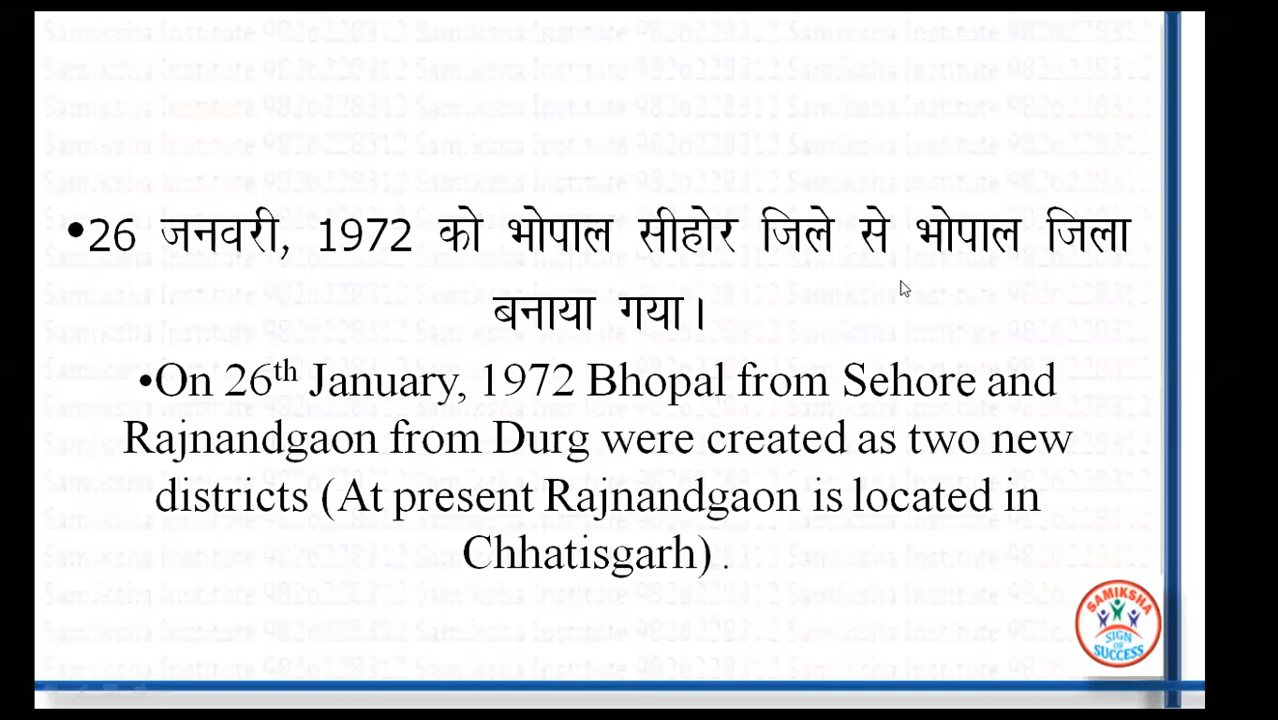 •26 जनवरी, 1972 को भोपाल सीहोर जिले से भोपाल जिला
बनाया गया।
•On 26th January, 1972 Bhopal from Sehore and
Rajnandgaon from Durg were created as two new
districts (At present Rajnandgaon is located in
Chhatisgarh) .
SAMIKSHA
SIGN
OF
SUCCESS